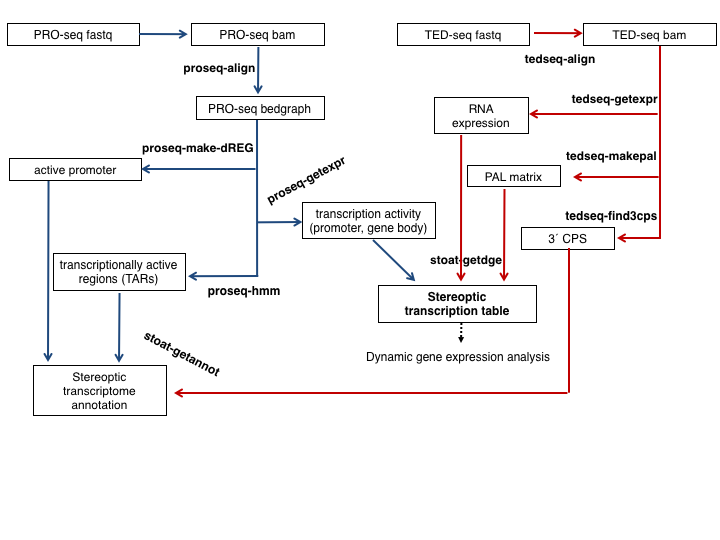 PRO-seq fastq
PRO-seq bam
TED-seq fastq
TED-seq bam
proseq-align
tedseq-align
PRO-seq bedgraph
RNA
expression
tedseq-getexpr
proseq-make-dREG
active promoter
proseq-getexpr
PAL matrix
tedseq-makepal
transcription activity
(promoter, gene body)
tedseq-find3cps
3´ CPS
transcriptionally active
regions (TARs)
proseq-hmm
stoat-getdge
Stereoptic
transcription table
stoat-getannot
Dynamic gene expression analysis
Stereoptic
transcriptome
annotation